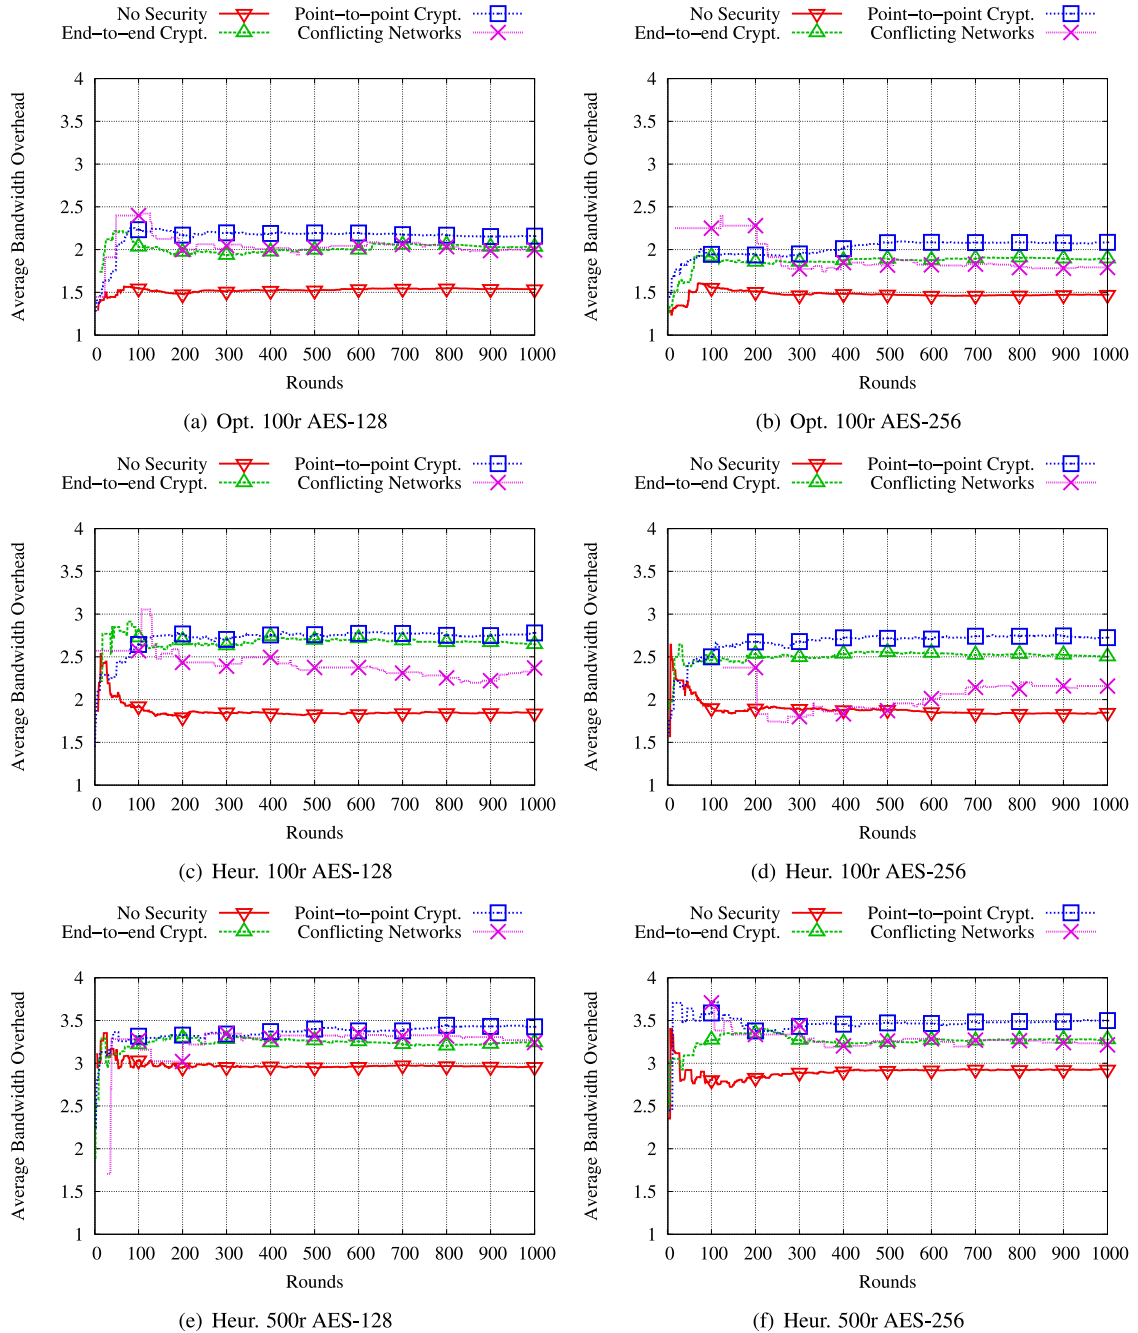 No Security Point-to-point Crypt.
End-to-end Crypt. Conflicting Networks
Average Bandwidth Overhead
4
3.5
3
2.5
2
1.5
1
0 100 200 300 400 500 600 700 800 900 1000
Rounds
(a) Opt. 100r AES-128
No Security Point-to-point Crypt.
End-to-end Crypt. Conflicting Networks
Average Bandwidth Overhead
4
3.5
3
2.5
2
1.5
1
0 100 200 300 400 500 600 700 800 900 1000
Rounds
(b) Opt. 100r AES-256
No Security Point-to-point Crypt.
End-to-end Crypt. Conflicting Networks
Average Bandwidth Overhead
4
3.5
3
2.5
2
1.5
1
0 100 200 300 400 500 600 700 800 900 1000
Rounds
(c) Heur. 100r AES-128
No Security Point-to-point Crypt.
End-to-end Crypt. Conflicting Networks
Average Bandwidth Overhead
4
3.5
3
2.5
2
1.5
1
0 100 200 300 400 500 600 700 800 900 1000
Rounds
(d) Heur. 100r AES-256
No Security Point-to-point Crypt.
End-to-end Crypt. Conflicting Networks
Average Bandwidth Overhead
4
3.5
3
2.5
2
1.5
1
0 100 200 300 400 500 600 700 800 900 1000
Rounds
(e) Heur. 500r AES-128
No Security Point-to-point Crypt.
End-to-end Crypt. Conflicting Networks
Average Bandwidth Overhead
4
3.5
3
2.5
2
1.5
1
0 100 200 300 400 500 600 700 800 900 1000
Rounds
(f) Heur. 500r AES-256